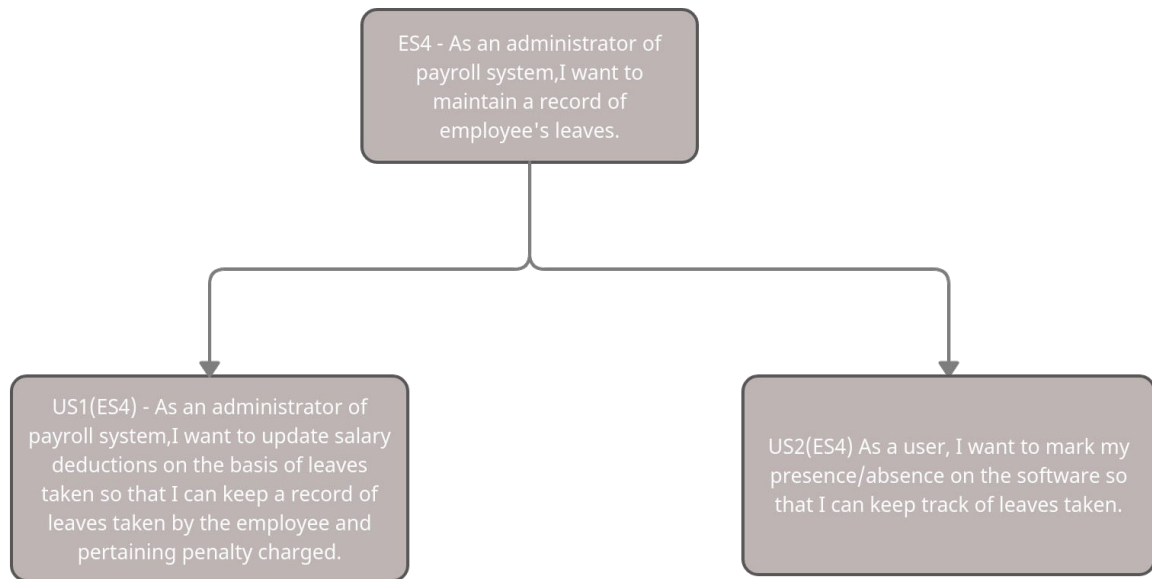 ES4 - As an administrator of
payroll system,I want to
maintain a record of
employee's leaves.
US1(ES4) - As an administrator of
payroll system,I want to update salary
deductions on the basis of leaves
taken so that I can keep a record of
leaves taken by the employee and
pertaining penalty charged.
US2(ES4) As a user, I want to mark my
presence/absence on the software so
that I can keep track of leaves taken.